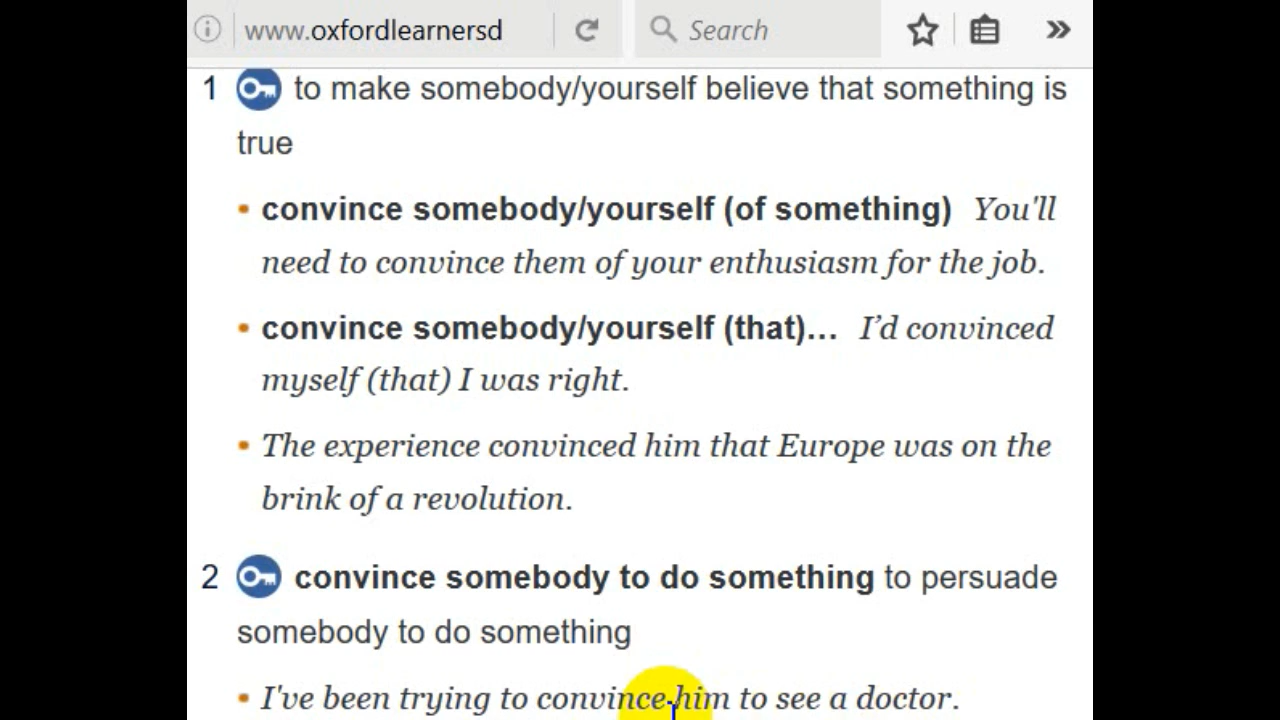 www.oxfordlearnersd
Search
1 to make somebody/yourself believe that something is
true
• convince somebody/yourself (of something) You'll
need to convince them of your enthusiasm for the job.
• convince somebody/yourself (that)… I’d convinced
myself (that) I was right.
• The experience convinced him that Europe was on the
brink of a revolution.
2 convince somebody to do something to persuade
somebody to do something
• I've been trying to convince him to see a doctor.